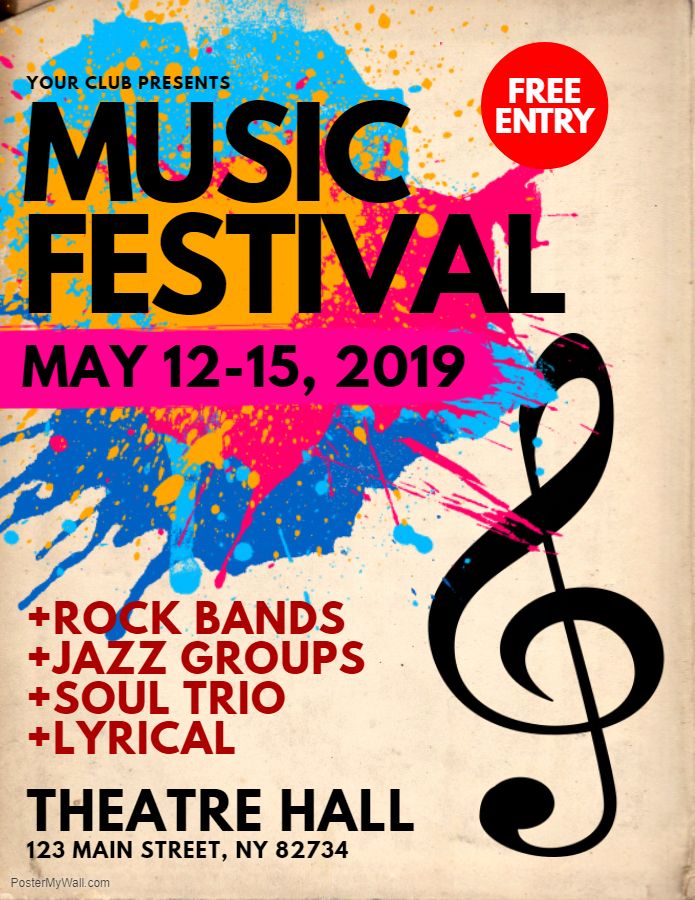 YOUR CLUB PRESENTS
FREE
ENTRY
MUSIC
FESTIVAL
MAY 12-15, 2019
+ROCK BANDS
+JAZZ GROUPS
+SOUL TRIO
+LYRICAL
THEATRE HALL
123 MAIN STREET, NY 82734
PosterMyWall.com